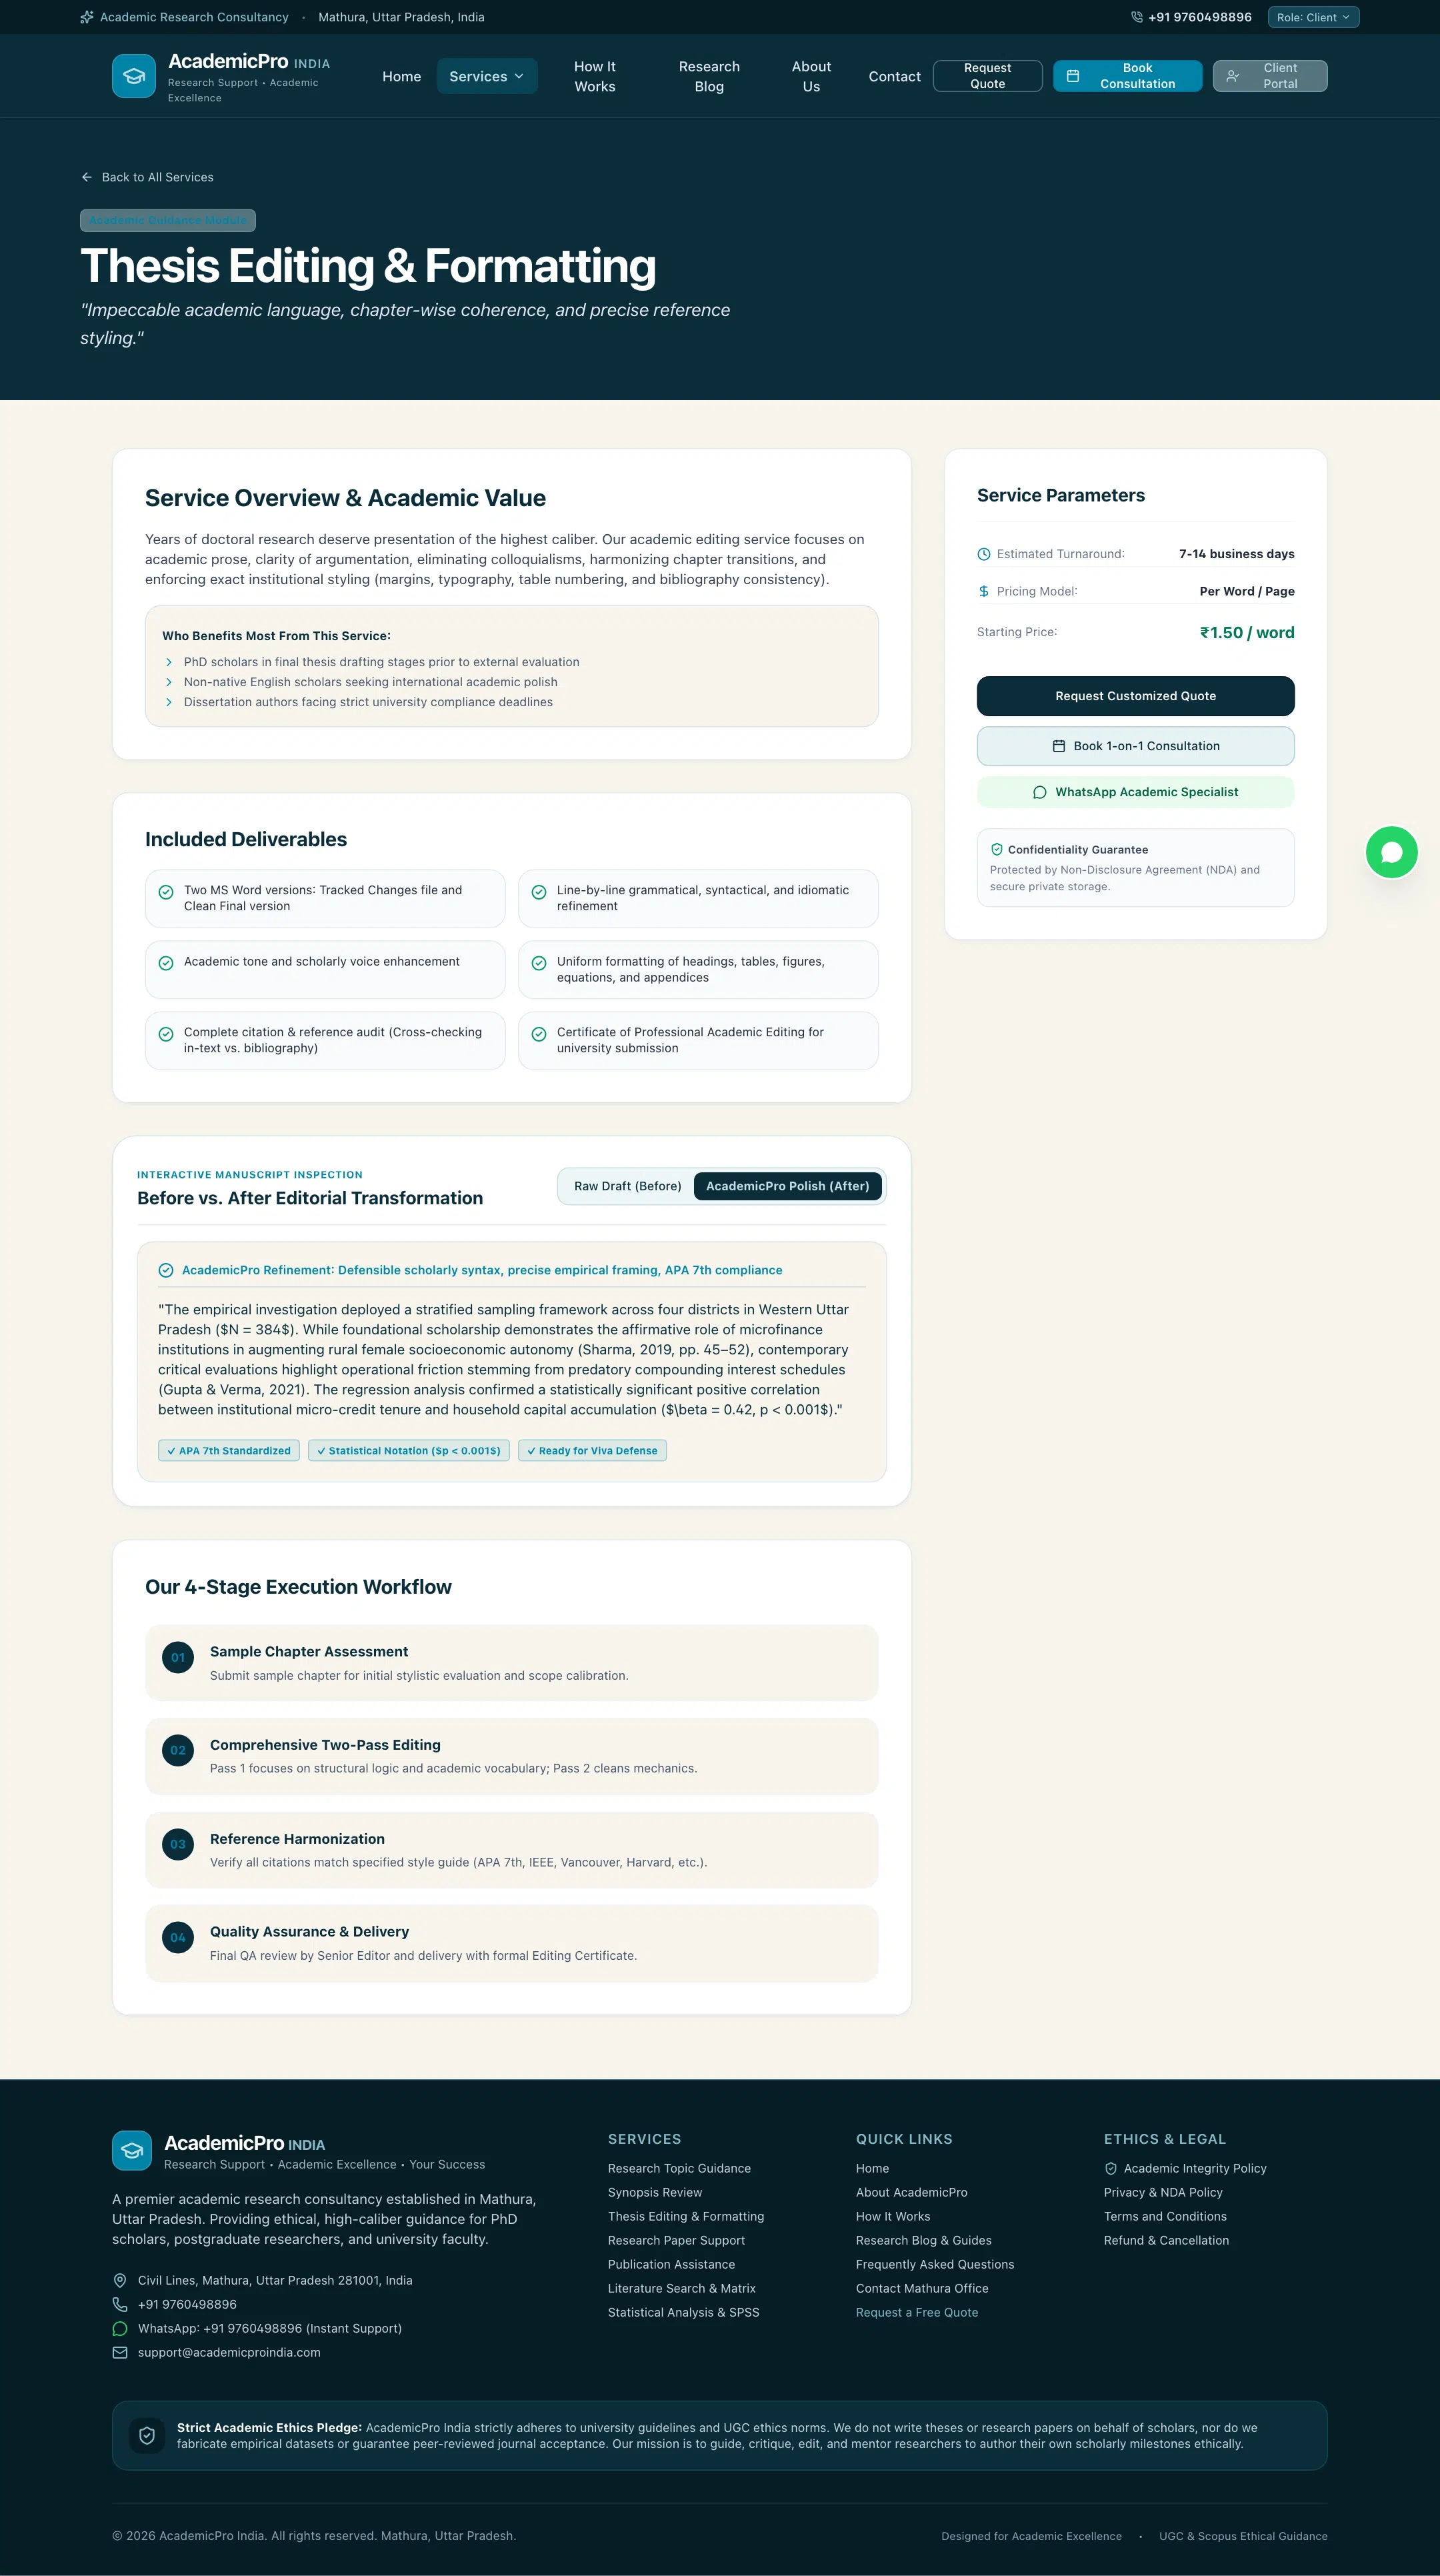 Academic Research Consultancy • Mathura, Uttar Pradesh, India
+91 9760498896
Role: Client
AcademicPro INDIA
Research Support • Academic
Excellence
Home
Services
How It
Works
Research
Blog
About
Us
Contact
Request
Quote
Book
Consultation
Client
Portal
Back to All Services
Academic Guidance Module
Thesis Editing & Formatting
"Impeccable academic language, chapter-wise coherence, and precise reference
styling."
Service Overview & Academic Value
Years of doctoral research deserve presentation of the highest caliber. Our academic editing service focuses on
academic prose, clarity of argumentation, eliminating colloquialisms, harmonizing chapter transitions, and
enforcing exact institutional styling (margins, typography, table numbering, and bibliography consistency).
Who Benefits Most From This Service:
PhD scholars in final thesis drafting stages prior to external evaluation
Non-native English scholars seeking international academic polish
Dissertation authors facing strict university compliance deadlines
Service Parameters
Estimated Turnaround: 7-14 business days
Pricing Model: Per Word / Page
Starting Price: ₹1.50 / word
Request Customized Quote
Book 1-on-1 Consultation
WhatsApp Academic Specialist
Confidentiality Guarantee
Protected by Non-Disclosure Agreement (NDA) and
secure private storage.
Included Deliverables
Two MS Word versions: Tracked Changes file and
Clean Final version
Line-by-line grammatical, syntactical, and idiomatic
refinement
Academic tone and scholarly voice enhancement
Uniform formatting of headings, tables, figures,
equations, and appendices
Complete citation & reference audit (Cross-checking
in-text vs. bibliography)
Certificate of Professional Academic Editing for
university submission
INTERACTIVE MANUSCRIPT INSPECTION
Before vs. After Editorial Transformation
Raw Draft (Before)
AcademicPro Polish (After)
AcademicPro Refinement: Defensible scholarly syntax, precise empirical framing, APA 7th compliance
"The empirical investigation deployed a stratified sampling framework across four districts in Western Uttar
Pradesh ($N = 384$). While foundational scholarship demonstrates the affirmative role of microfinance
institutions in augmenting rural female socioeconomic autonomy (Sharma, 2019, pp. 45–52), contemporary
critical evaluations highlight operational friction stemming from predatory compounding interest schedules
(Gupta & Verma, 2021). The regression analysis confirmed a statistically significant positive correlation
between institutional micro-credit tenure and household capital accumulation ($\beta = 0.42, p < 0.001$)."
✓ APA 7th Standardized
✓ Statistical Notation ($p < 0.001$)
✓ Ready for Viva Defense
Our 4-Stage Execution Workflow
01
Sample Chapter Assessment
Submit sample chapter for initial stylistic evaluation and scope calibration.
02
Comprehensive Two-Pass Editing
Pass 1 focuses on structural logic and academic vocabulary; Pass 2 cleans mechanics.
03
Reference Harmonization
Verify all citations match specified style guide (APA 7th, IEEE, Vancouver, Harvard, etc.).
04
Quality Assurance & Delivery
Final QA review by Senior Editor and delivery with formal Editing Certificate.
AcademicPro INDIA
Research Support • Academic Excellence • Your Success
A premier academic research consultancy established in Mathura,
Uttar Pradesh. Providing ethical, high-caliber guidance for PhD
scholars, postgraduate researchers, and university faculty.
Civil Lines, Mathura, Uttar Pradesh 281001, India
+91 9760498896
WhatsApp: +91 9760498896 (Instant Support)
support@academicproindia.com
SERVICES
Research Topic Guidance
Synopsis Review
Thesis Editing & Formatting
Research Paper Support
Publication Assistance
Literature Search & Matrix
Statistical Analysis & SPSS
QUICK LINKS
Home
About AcademicPro
How It Works
Research Blog & Guides
Frequently Asked Questions
Contact Mathura Office
Request a Free Quote
ETHICS & LEGAL
Academic Integrity Policy
Privacy & NDA Policy
Terms and Conditions
Refund & Cancellation
Strict Academic Ethics Pledge: AcademicPro India strictly adheres to university guidelines and UGC ethics norms. We do not write theses or research papers on behalf of scholars, nor do we
fabricate empirical datasets or guarantee peer-reviewed journal acceptance. Our mission is to guide, critique, edit, and mentor researchers to author their own scholarly milestones ethically.
© 2026 AcademicPro India. All rights reserved. Mathura, Uttar Pradesh.
Designed for Academic Excellence • UGC & Scopus Ethical Guidance